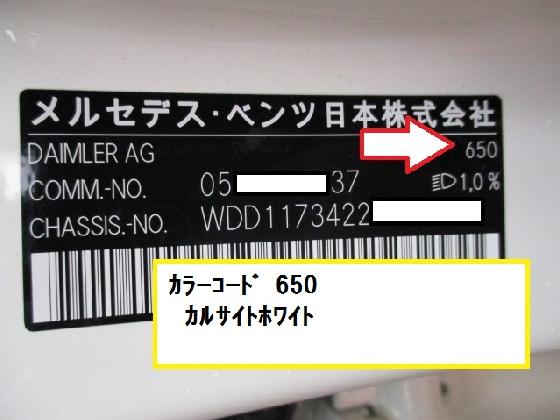 メルセデス・ベンツ日本株式会社
DAIMLER AG 650
COMM.-NO. 05 37 1,0%
CHASSIS.-NO. WDD1173422
ｶﾗｰｺｰﾄﾞ 650
ｶﾙｻｲﾄﾎﾜｲﾄ